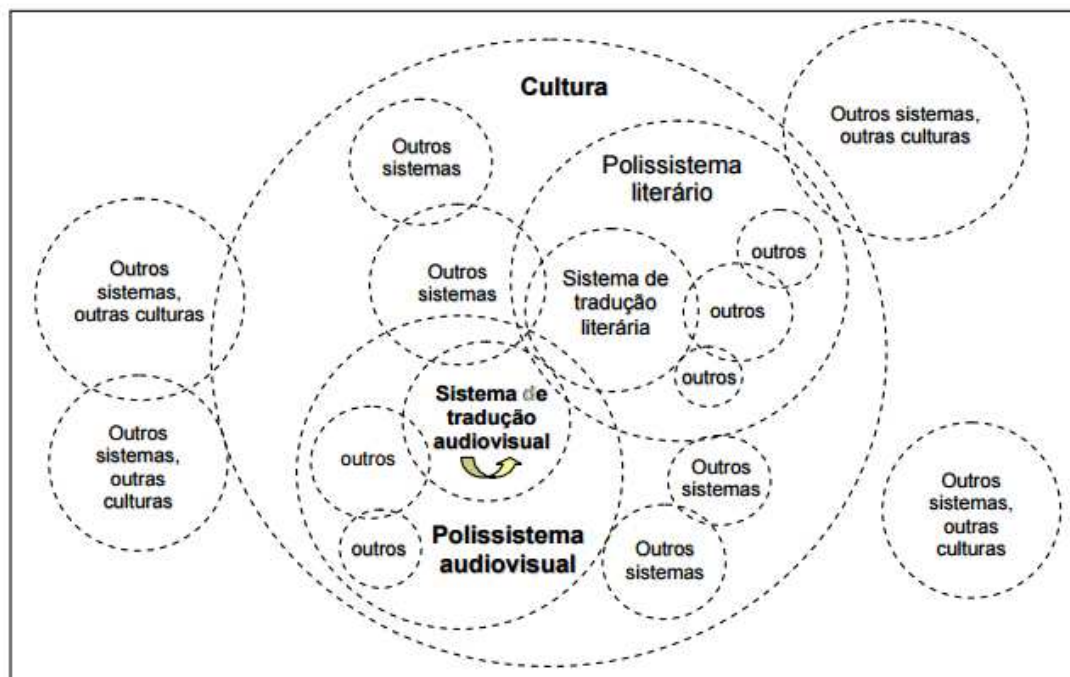 Cultura
Outros sistemas,
outras culturas
Outros
sistemas
Polissistema
literário
outros
Outros
sistemas,
outras culturas
Outros
sistemas
Sistema de
tradução
literária
outros
outros
Sistema de
tradução
audiovisual
Outros
sistemas,
outras
culturas
outros
Outros
sistemas
Outros
sistemas,
outras
culturas
outros
Polissistema
audiovisual
Outros
sistemas